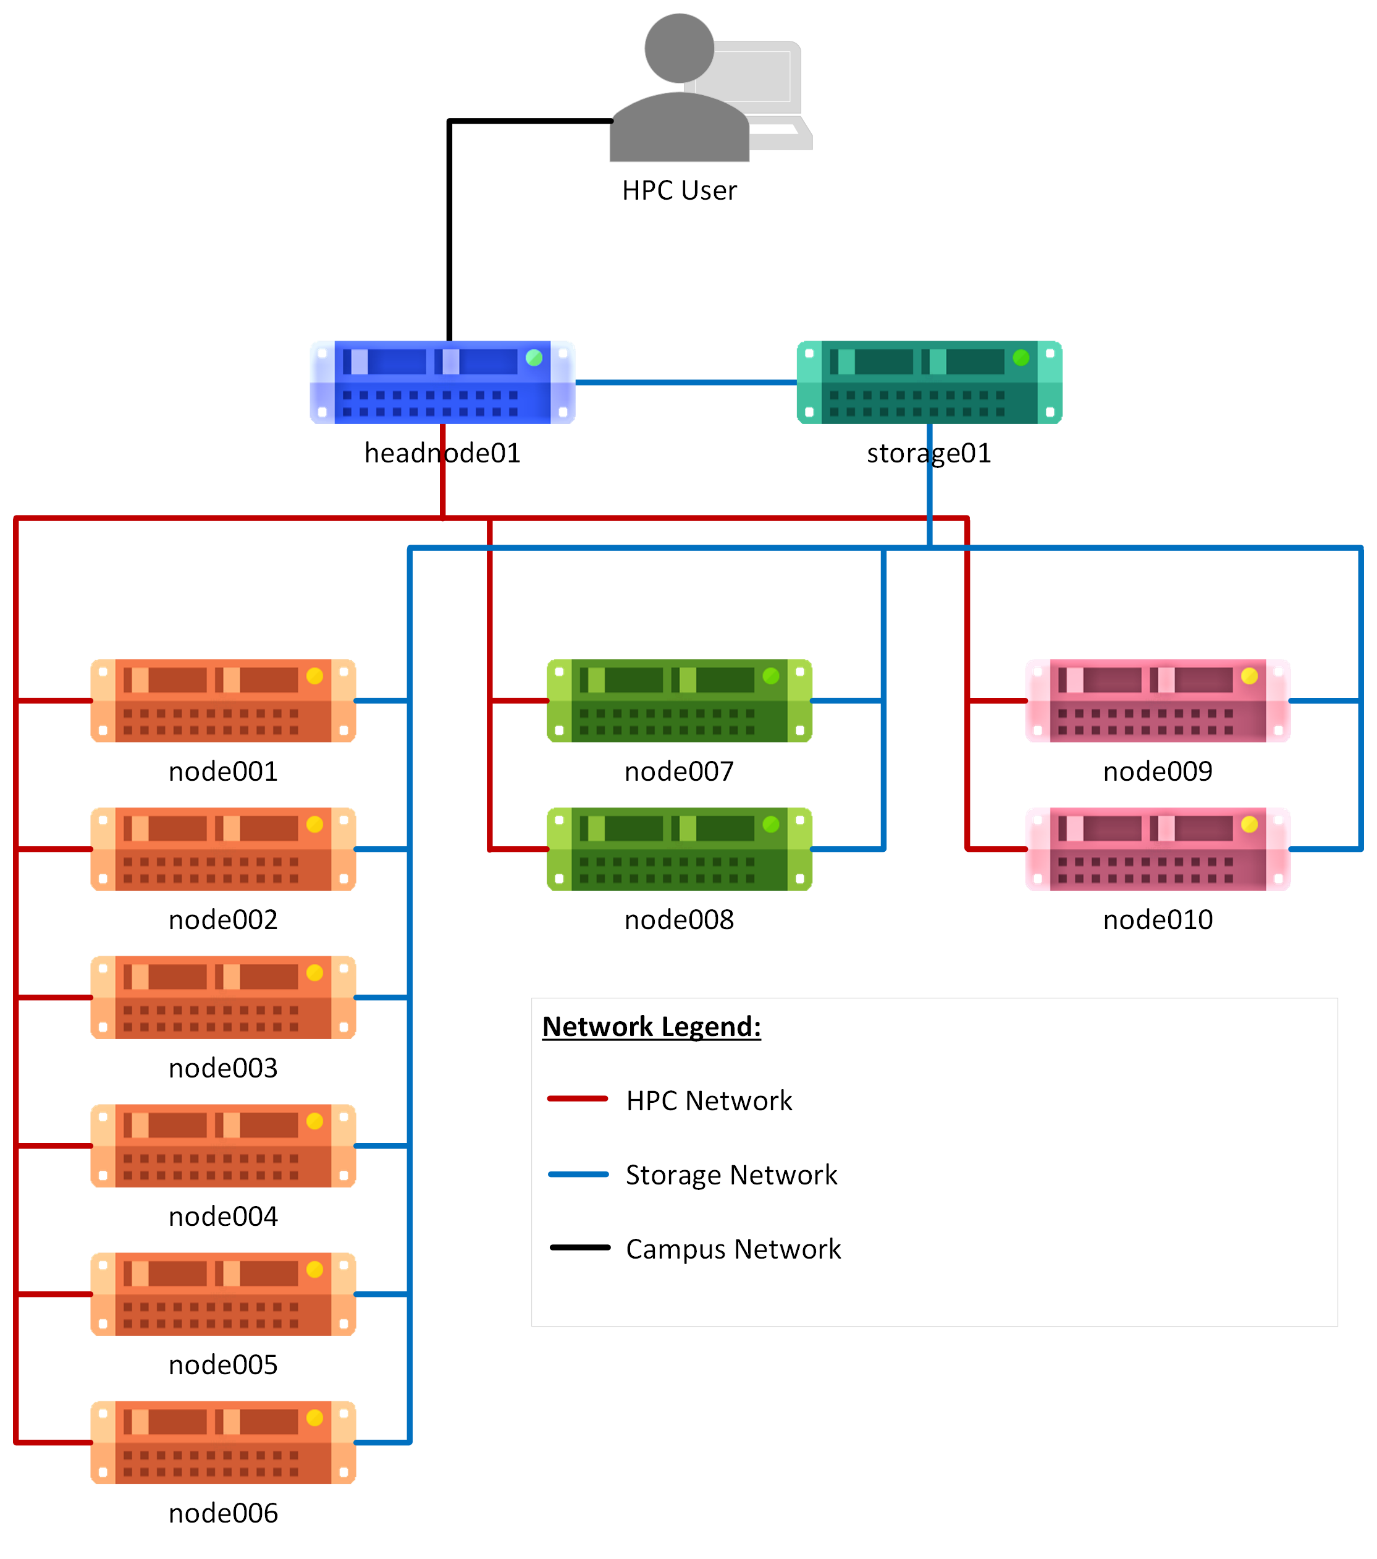 HPC User
headnode01
storage01
node001
node007
node009
node002
node008
node010
node003
node004
node005
node006
Network Legend:
HPC Network
Storage Network
Campus Network